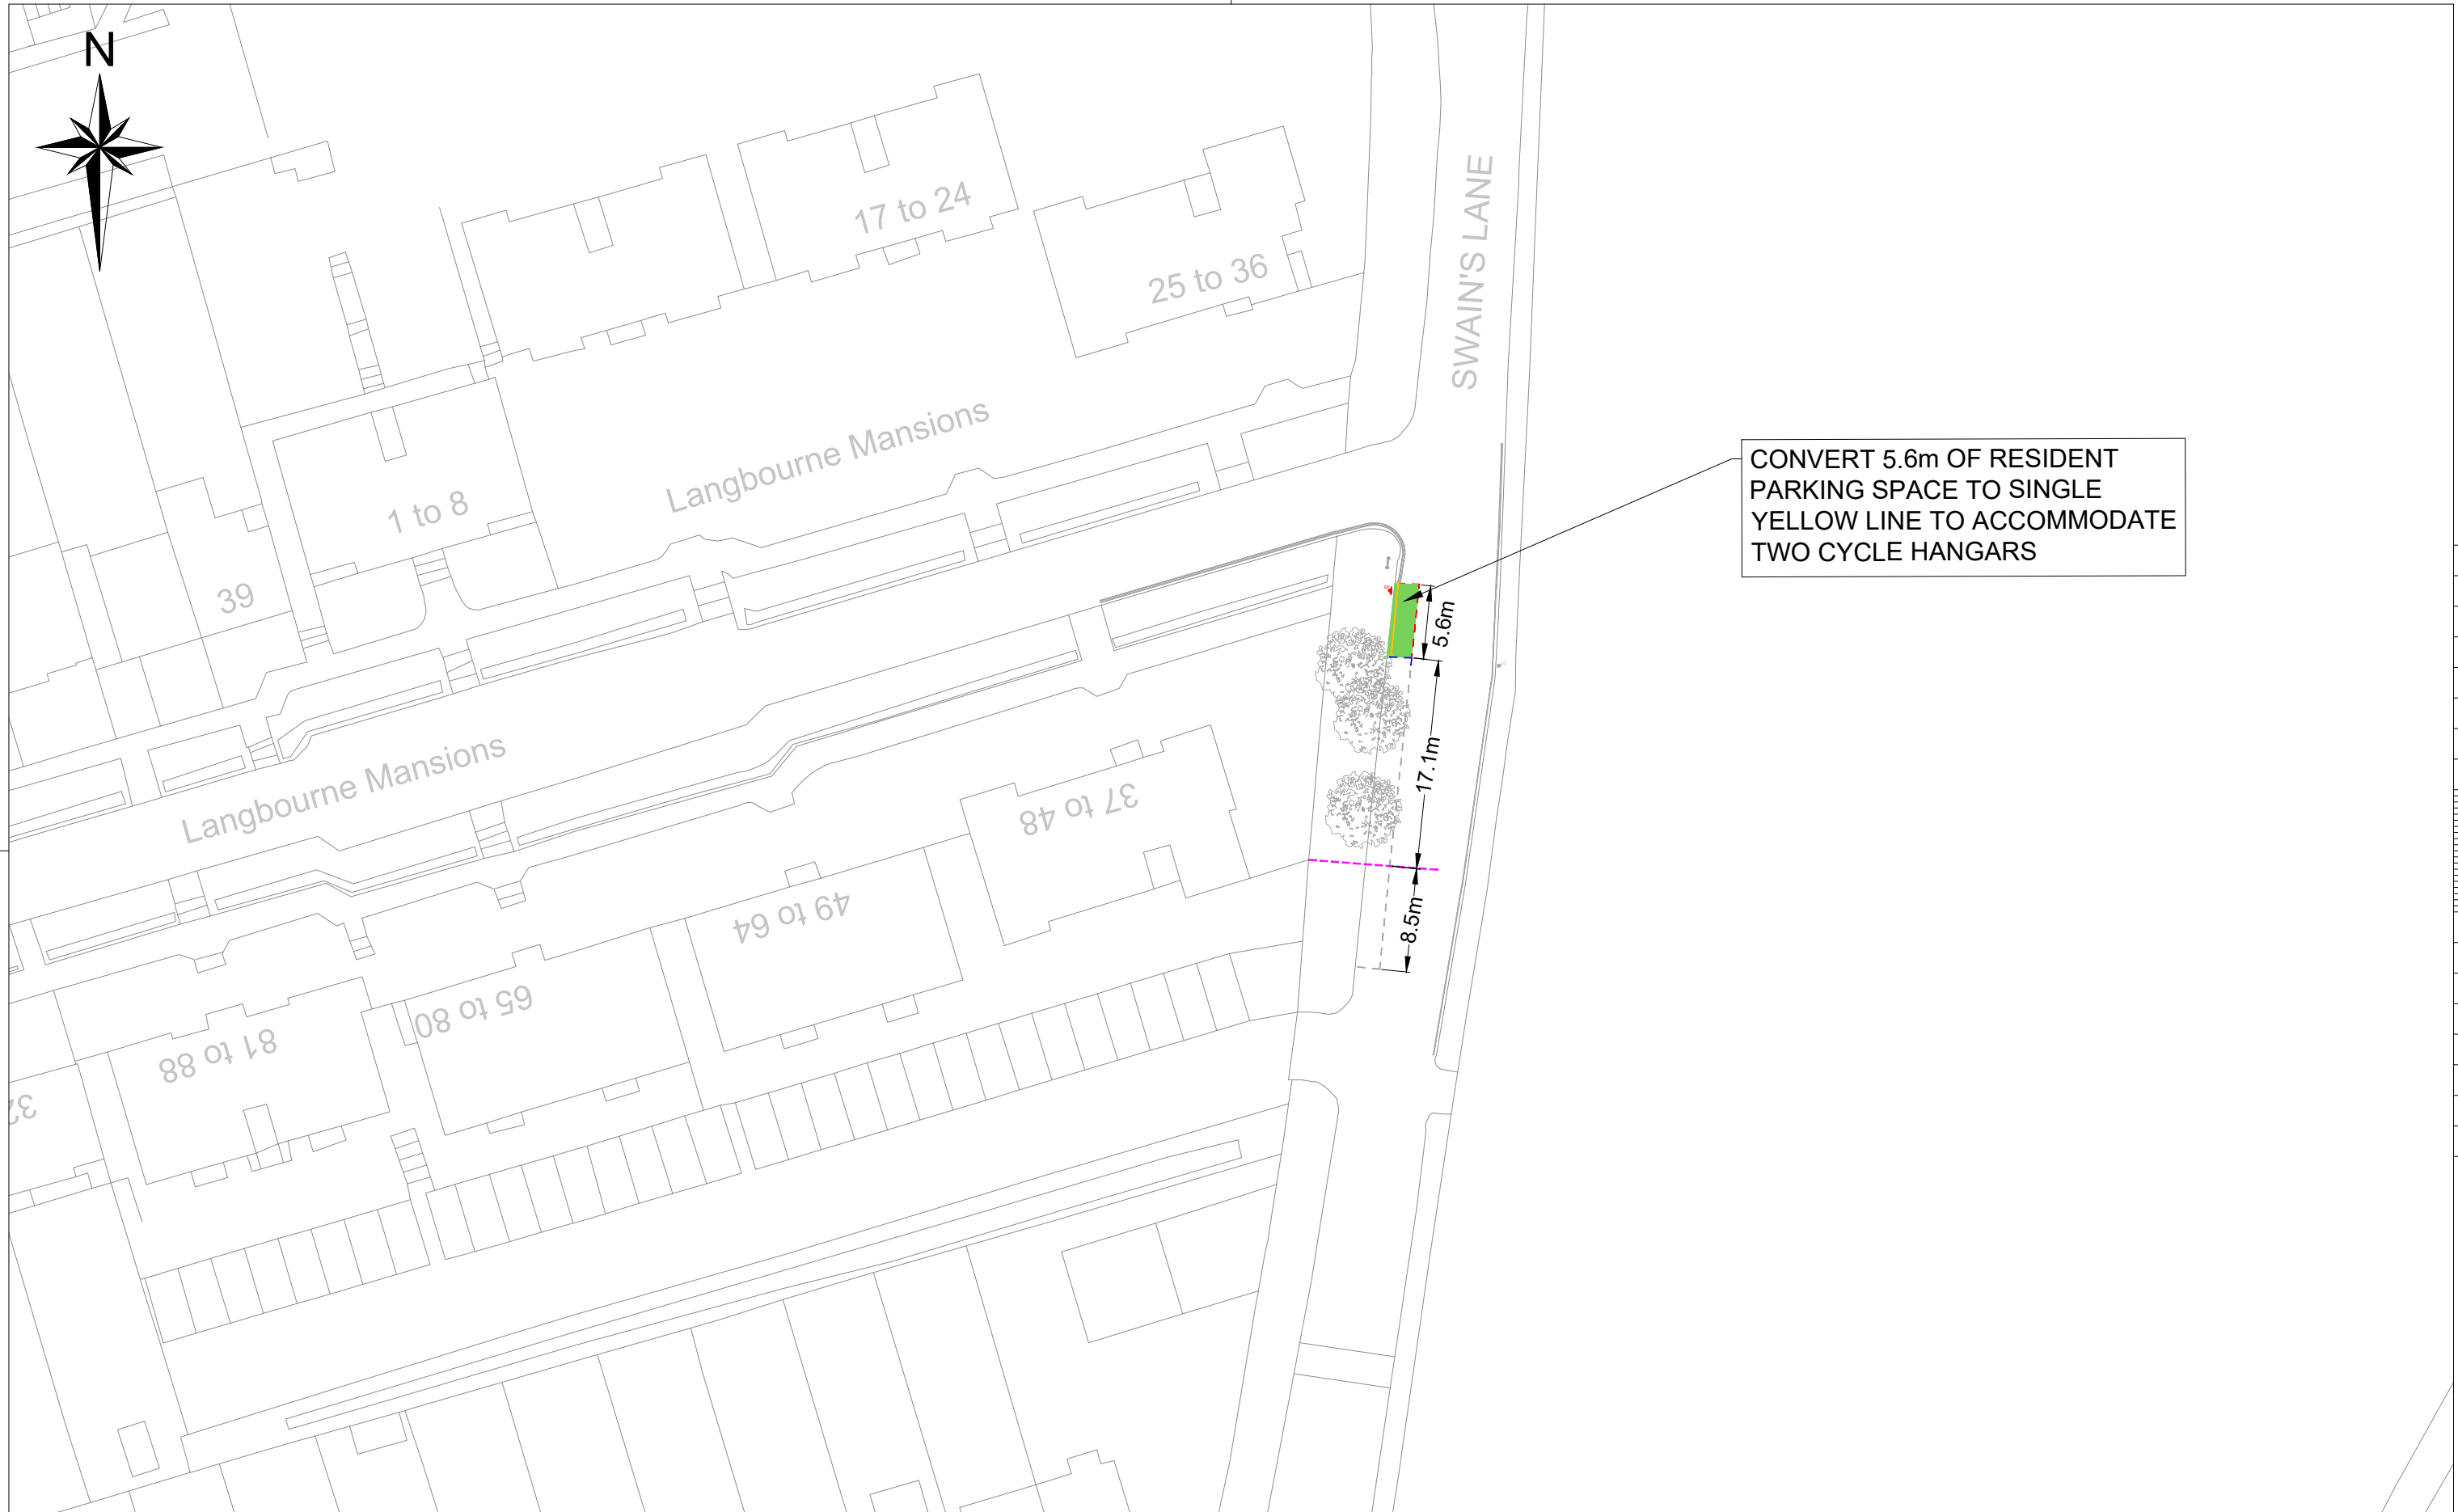 N
17 to 24
25 to 36
SWAIN'S LANE
Langbourne Mansions
CONVERT 5.6m OF RESIDENT
PARKING SPACE TO SINGLE
YELLOW LINE TO ACCOMMODATE
TWO CYCLE HANGARS
1 to 8
39
5.6m
17.1m
Langbourne Mansions
37 to 48
49 to 64
8.5m
65 to 80
81 to 88